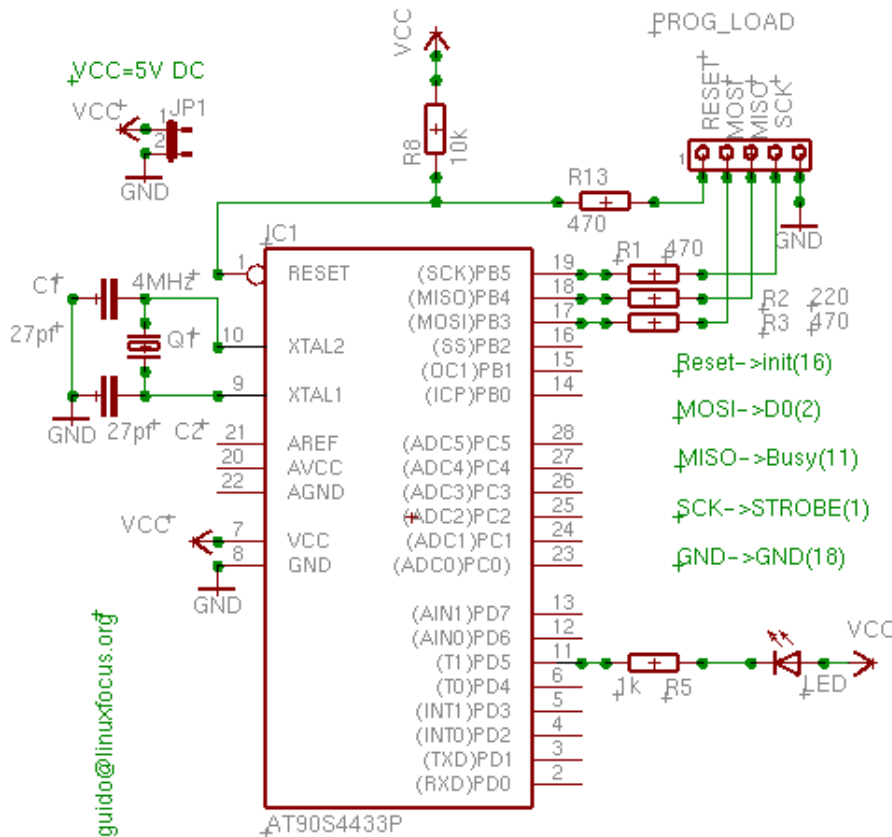 VCC
PROG_LOAD
VCC=5V DC
VCC
1
2
JP1
GND
R8
10k
RESET
MOSI
MISO
SCK
1
R13
470
GND
IC1
1
RESET
(SCK)PB5
19
R1
470
(MISO)PB4
18
R2
220
(MOSI)PB3
17
R3
470
C1
4MHz
27pf
10
XTAL2
(SS)PB2
16
Q1
(OC1)PB1
15
9
XTAL1
(ICP)PB0
14
GND
27pf
C2
Reset->init(16)
MOSI->D0(2)
MISO->Busy(11)
SCK->STROBE(1)
GND->GND(18)
21
AREF
(ADC5)PC5
28
20
AVCC
(ADC4)PC4
27
22
AGND
(ADC3)PC3
26
(ADC2)PC2
25
VCC
7
VCC
(ADC1)PC1
24
8
GND
(ADC0)PC0
23
GND
(AIN1)PD7
13
(AIN0)PD6
12
(T1)PD5
11
1k
R5
LED
VCC
(T0)PD4
6
(INT1)PD3
5
(INT0)PD2
4
(TXD)PD1
3
(RXD)PD0
2
AT90S4433P
guido@linuxfocus.org